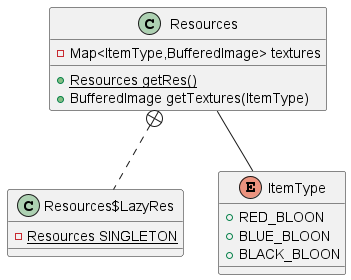 C Resources
Map<ItemType,BufferedImage> textures
Resources getRes()
BufferedImage getTextures(ItemType)
C Resources$LazyRes
Resources SINGLETON
E ItemType
RED_BLOON
BLUE_BLOON
BLACK_BLOON